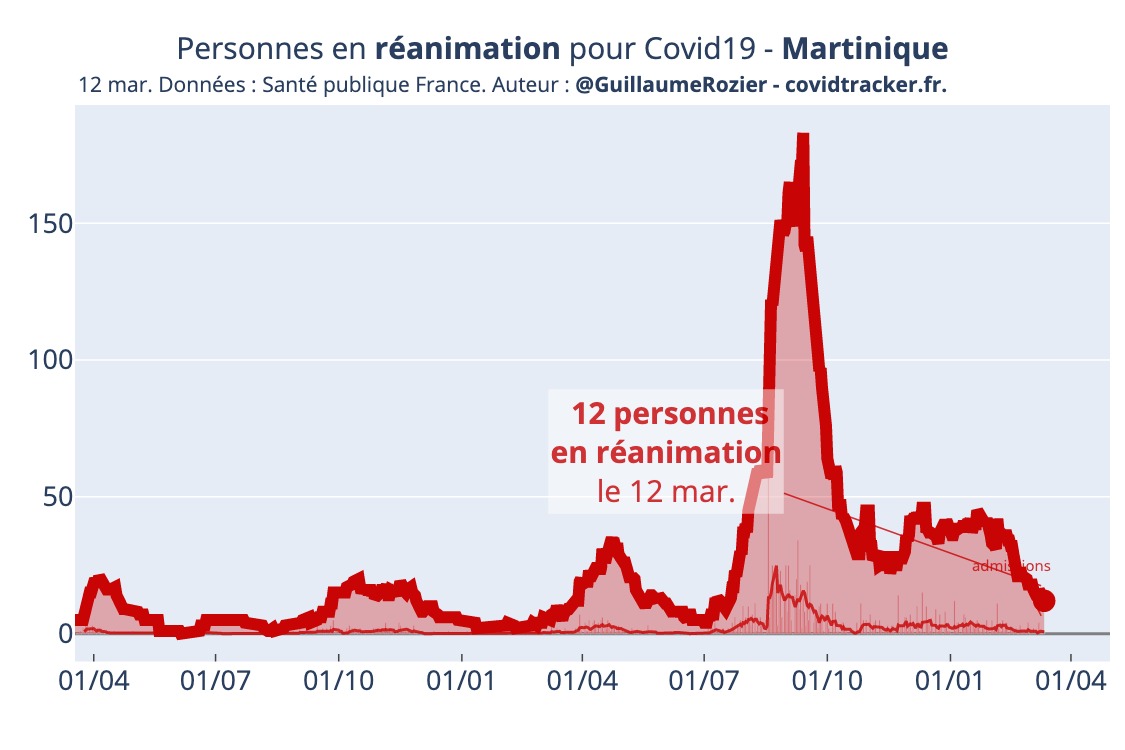 Personnes en réanimation pour Covid19 - Martinique
12 mar. Données : Santé publique France. Auteur : @GuillaumeRozier - covidtracker.fr.
150
100
12 personnes
en réanimation
le 12 mar.
50
admissions
0
01/04 01/07 01/10 01/01 01/04 01/07 01/10 01/01 01/04